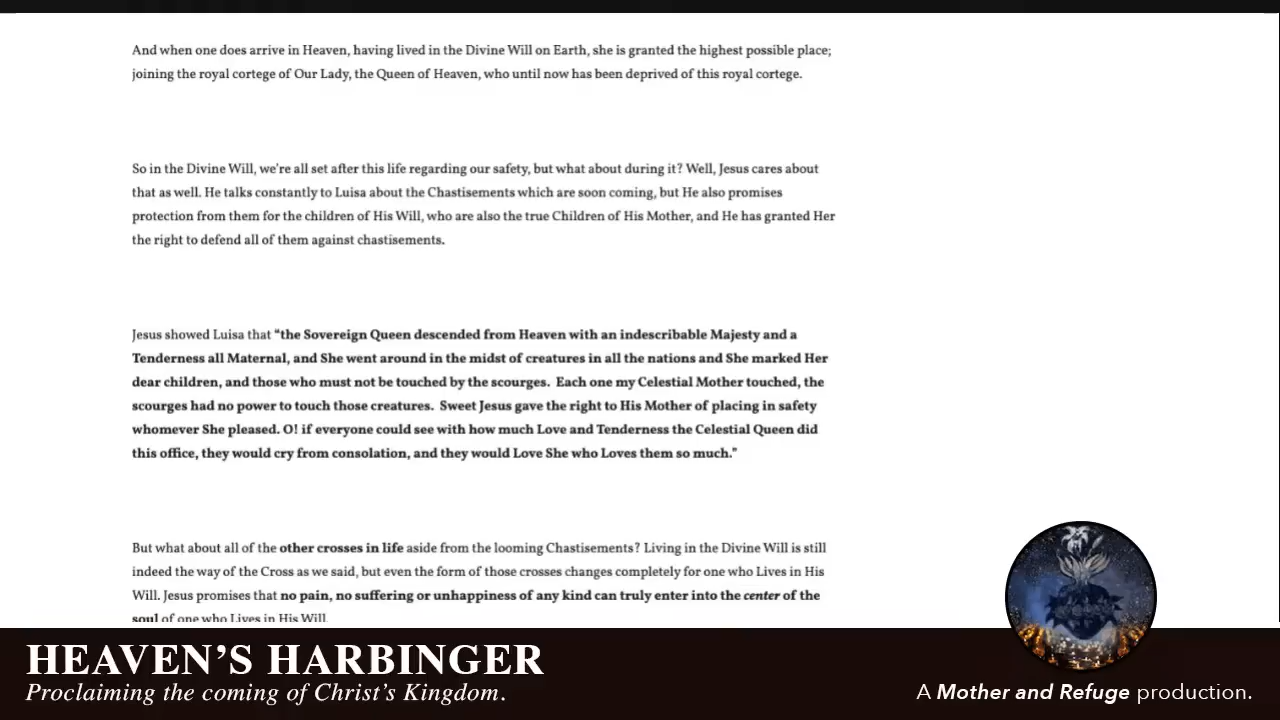 And when one does arrive in Heaven, having lived in the Divine Will on Earth, she is granted the highest possible place;
joining the royal cortege of Our Lady, the Queen of Heaven, who until now has been deprived of this royal cortege.
So in the Divine Will, we're all set after this life regarding our safety, but what about during it? Well, Jesus cares about
that as well. He talks constantly to Luisa about the Chastisements which are soon coming, but He also promises
protection from them for the children of His Will, who are also the true Children of His Mother, and He has granted Her
the right to defend all of them against chastisements.
Jesus showed Luisa that “the Sovereign Queen descended from Heaven with an indescribable Majesty and a
Tenderness all Maternal, and She went around in the midst of creatures in all the nations and She marked Her
dear children, and those who must not be touched by the scourges.  Each one my Celestial Mother touched, the
scourges had no power to touch those creatures.  Sweet Jesus gave the right to His Mother of placing in safety
whomever She pleased. O! if everyone could see with how much Love and Tenderness the Celestial Queen did
this office, they would cry from consolation, and they would Love She who Loves them so much.”
But what about all of the other crosses in life aside from the looming Chastisements? Living in the Divine Will is still
indeed the way of the Cross as we said, but even the form of those crosses changes completely for one who Lives in His
Will. Jesus promises that no pain, no suffering or unhappiness of any kind can truly enter into the center of the
soul of one who Lives in His Will.
HEAVEN’S HARBINGER
Proclaiming the coming of Christ’s Kingdom.
A Mother and Refuge production.